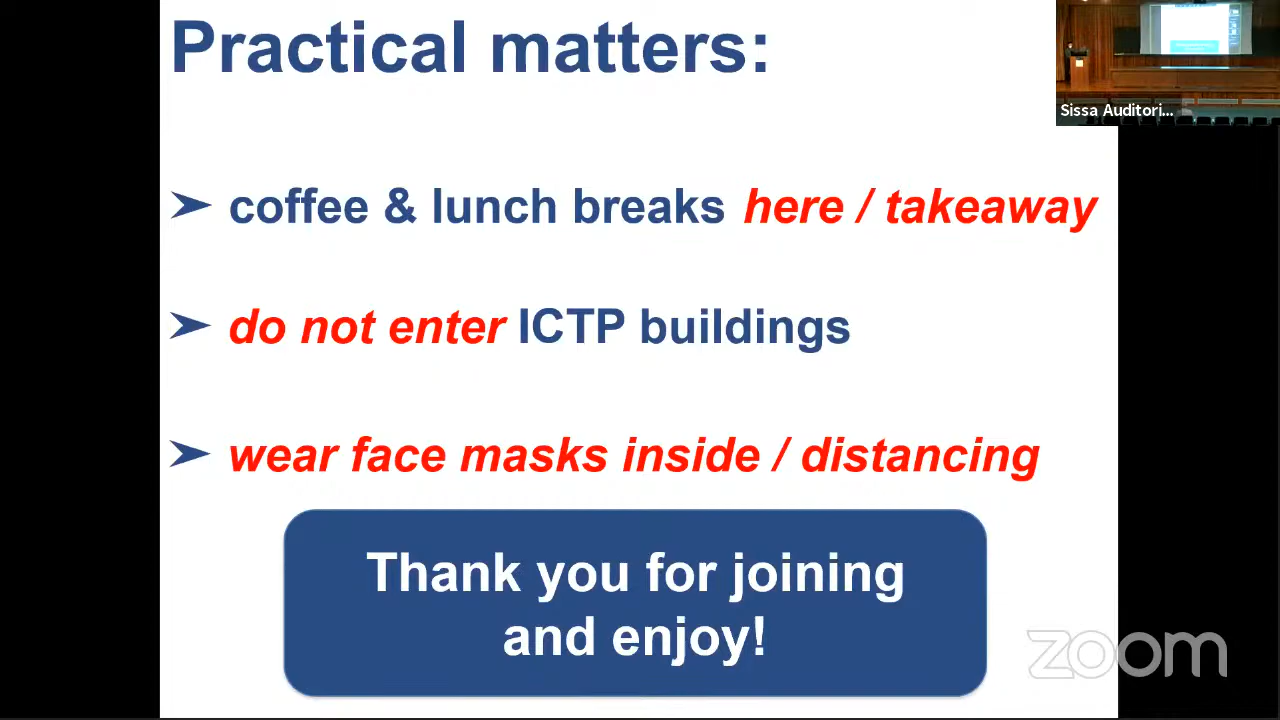 Practical matters:
Sissa Auditori...
➤ coffee & lunch breaks here / takeaway
➤ do not enter ICTP buildings
➤ wear face masks inside / distancing
Thank you for joining
and enjoy!
zoom